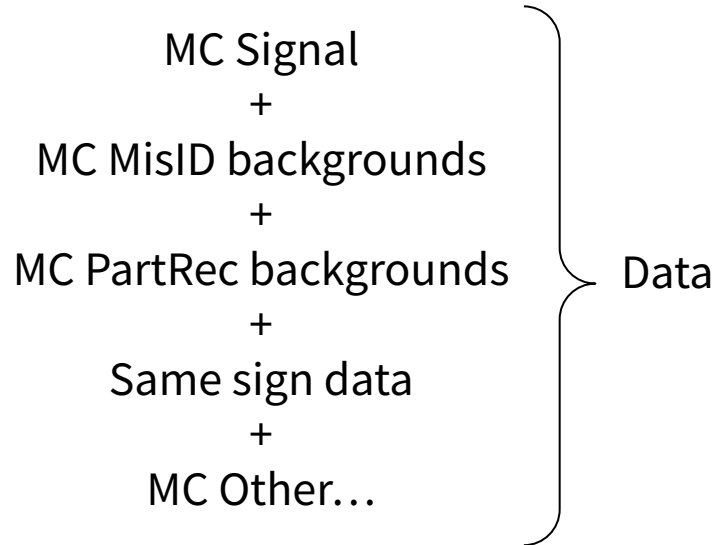 MC Signal
+
MC MisID backgrounds
+
MC PartRec backgrounds
+
Same sign data
+
MC Other…
Data